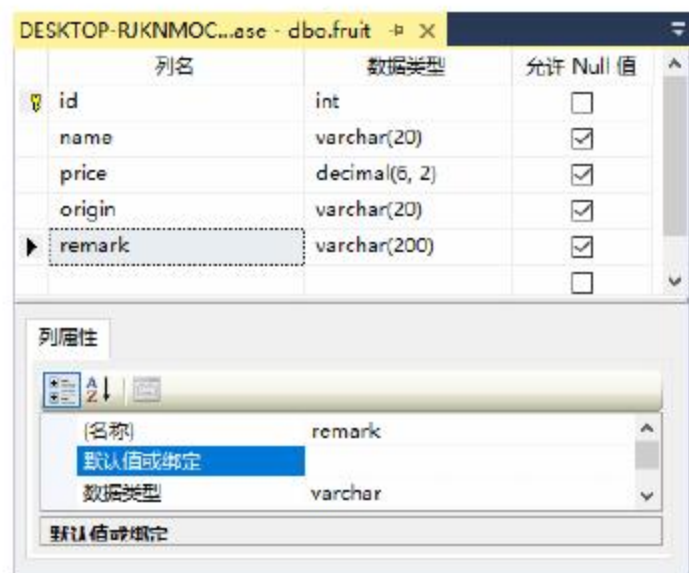 DESKTOP-RJKNMOC...ase - dbo.fruit
列名 数据类型 允许 Null 值
id int
name varchar(20)
price decimal(6, 2)
origin varchar(20)
remark varchar(200)
列属性
(名称) remark
默认值或绑定
数据类型 varchar
默认值或绑定